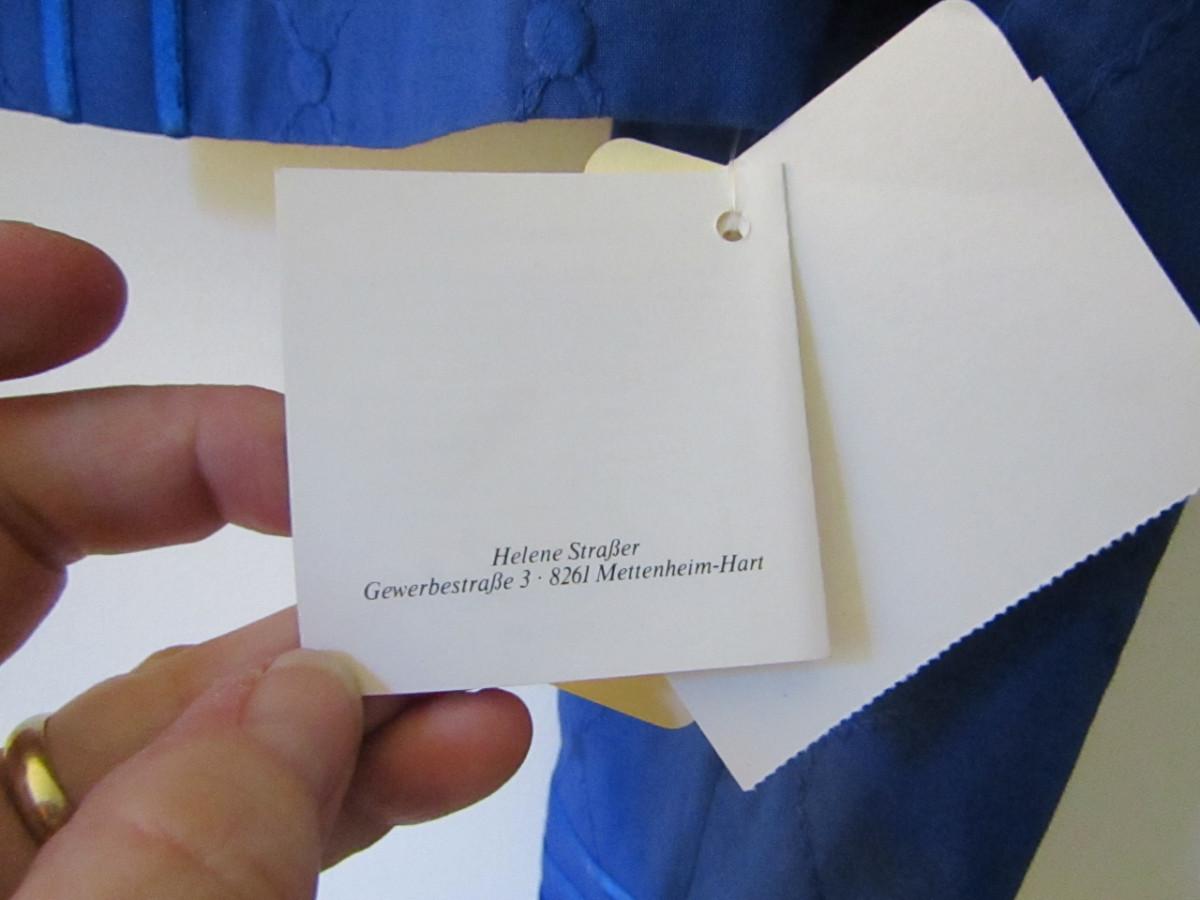 Helene Straßer
Gewerbestraße 3 · 8261 Mettenheim-Hart